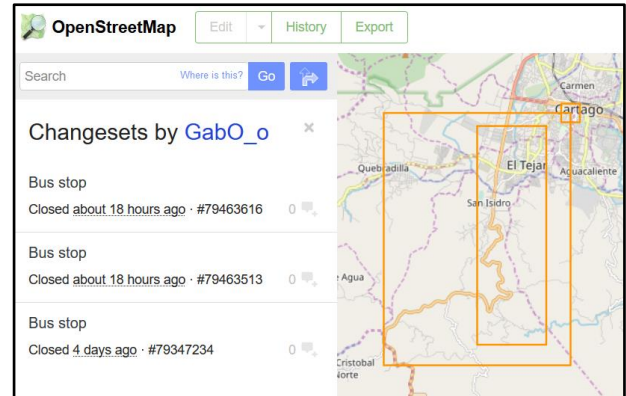 OpenStreetMap Edit History Export
Search Where is this? Go
Changesets by GabO_o ×
Bus stop
Closed about 18 hours ago · #79463616 0
Bus stop
Closed about 18 hours ago · #79463513 0
Bus stop
Closed 4 days ago · #79347234 0
Carmen
Cartago
Quebradilla
El Tejar
Aguacaliente
San Isidro
Agua
Cristobal
Norte